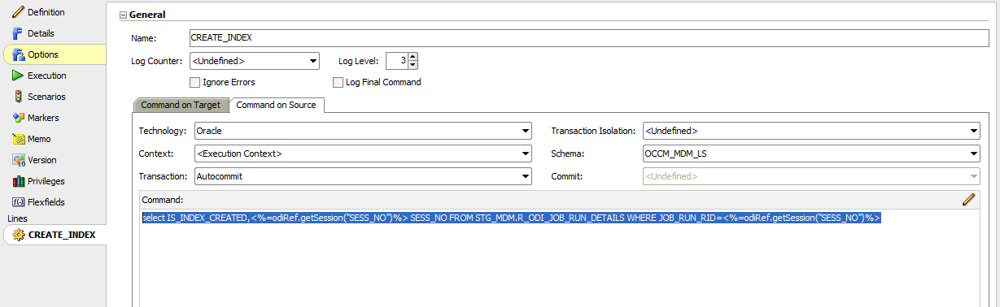 Definition
Details
Options
Execution
Scenarios
Markers
Memo
Version
Privileges
Flexfields
Lines
CREATE_INDEX
General
Name: CREATE_INDEX
Log Counter: <Undefined> Log Level: 3
Ignore Errors Log Final Command
Command on Target Command on Source
Technology: Oracle Transaction Isolation: <Undefined>
Context: <Execution Context> Schema: OCCM_MDM_LS
Transaction: Autocommit Commit: <Undefined>
Command:
select IS_INDEX_CREATED,<%=odiRef.getSession("SESS_NO")%> SESS_NO FROM STG_MDM.R_ODI_JOB_RUN_DETAILS WHERE JOB_RUN_RID=<%=odiRef.getSession("SESS_NO")%>